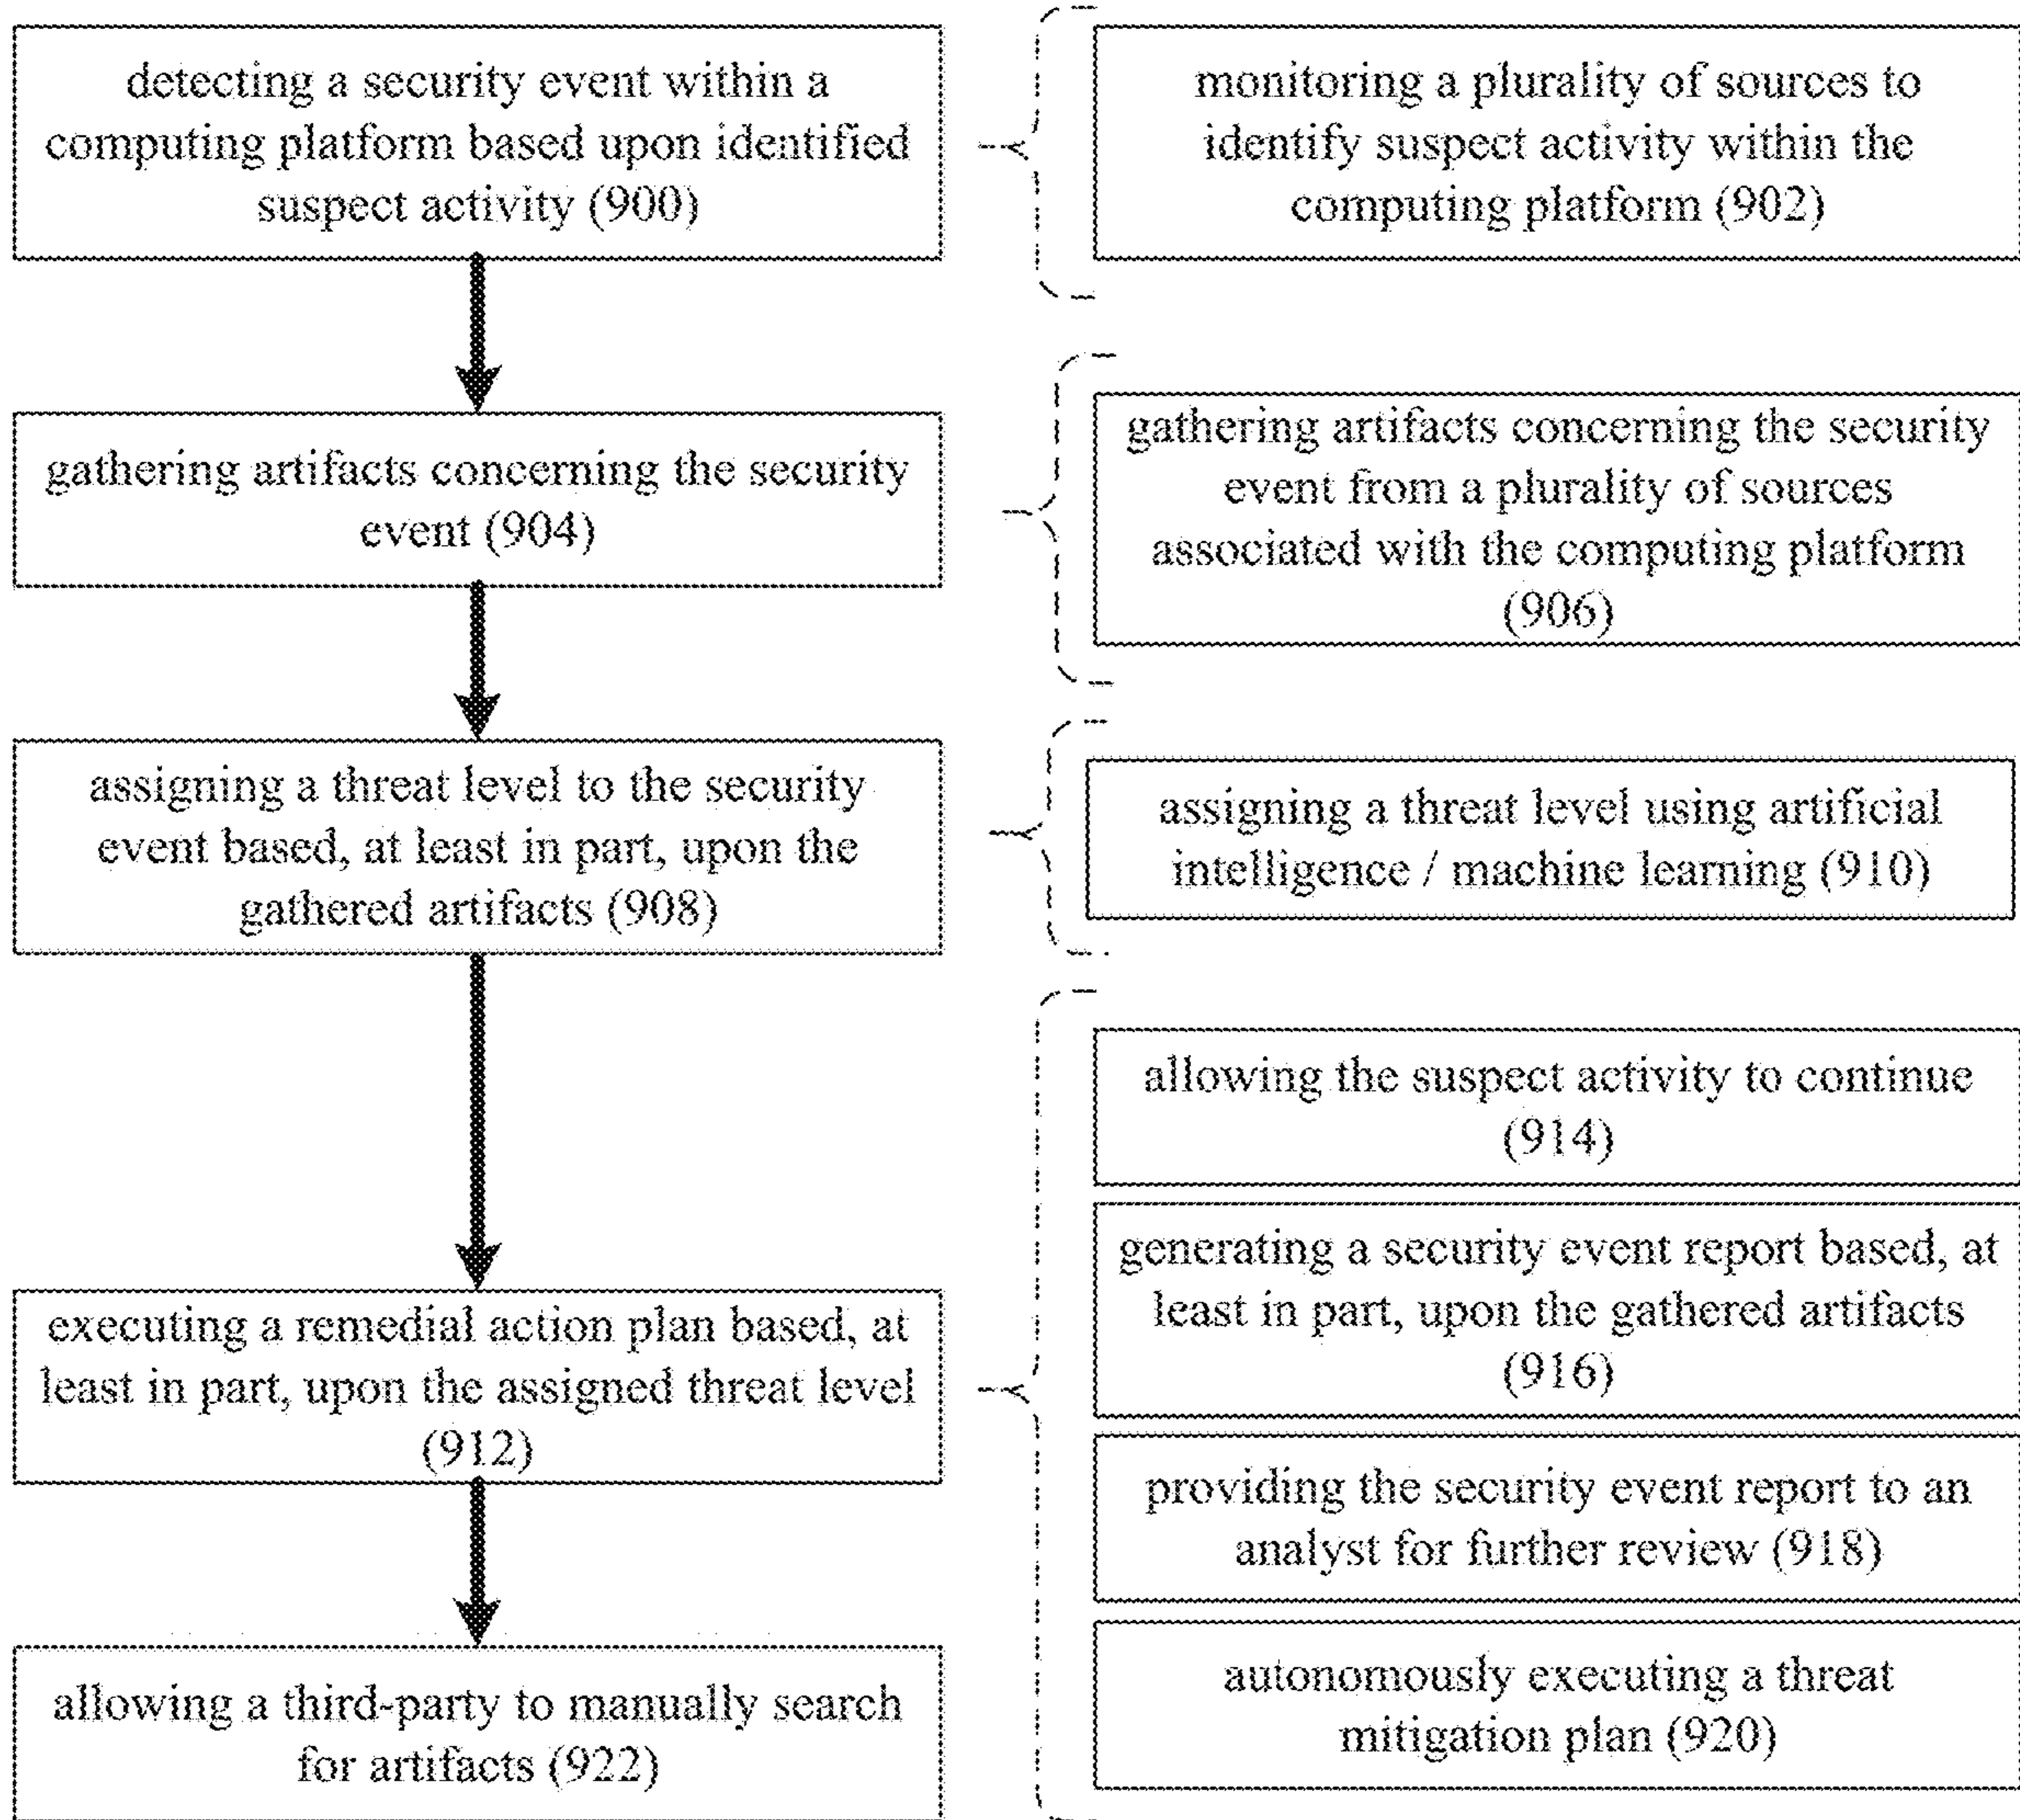 detecting a security event within a
computing platform based upon identified
suspect activity (900)
monitoring a plurality of sources to
identify suspect activity within the
computing platform (902)
gathering artifacts concerning the security
event (904)
gathering artifacts concerning the security
event from a plurality of sources
associated with the computing platform
(906)
assigning a threat level to the security
event based, at least in part, upon the
gathered artifacts (908)
assigning a threat level using artificial
intelligence / machine learning (910)
executing a remedial action plan based, at
least in part, upon the assigned threat level
(912)
allowing the suspect activity to continue
(914)
generating a security event report based, at
least in part, upon the gathered artifacts
(916)
providing the security event report to an
analyst for further review (918)
autonomously executing a threat
mitigation plan (920)
allowing a third-party to manually search
for artifacts (922)